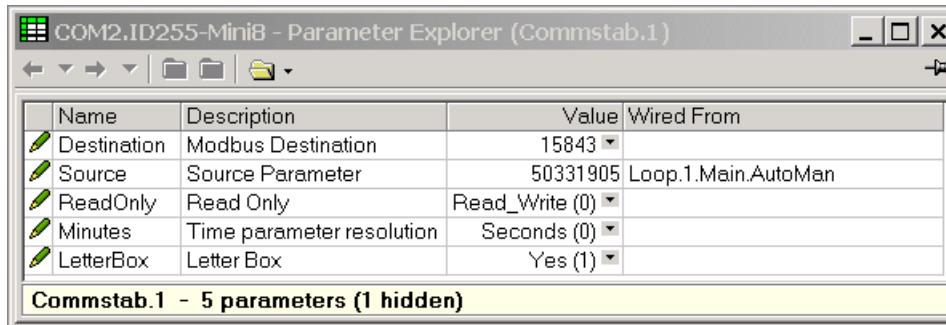 COM2.ID255-Mini8 - Parameter Explorer (Commstab.1)
Name Description Value Wired From
Destination Modbus Destination 15843
Source Source Parameter 50331905 Loop.1.Main.AutoMan
ReadOnly Read Only Read_Write (0)
Minutes Time parameter resolution Seconds (0)
LetterBox Letter Box Yes (1)
Commstab.1 - 5 parameters (1 hidden)